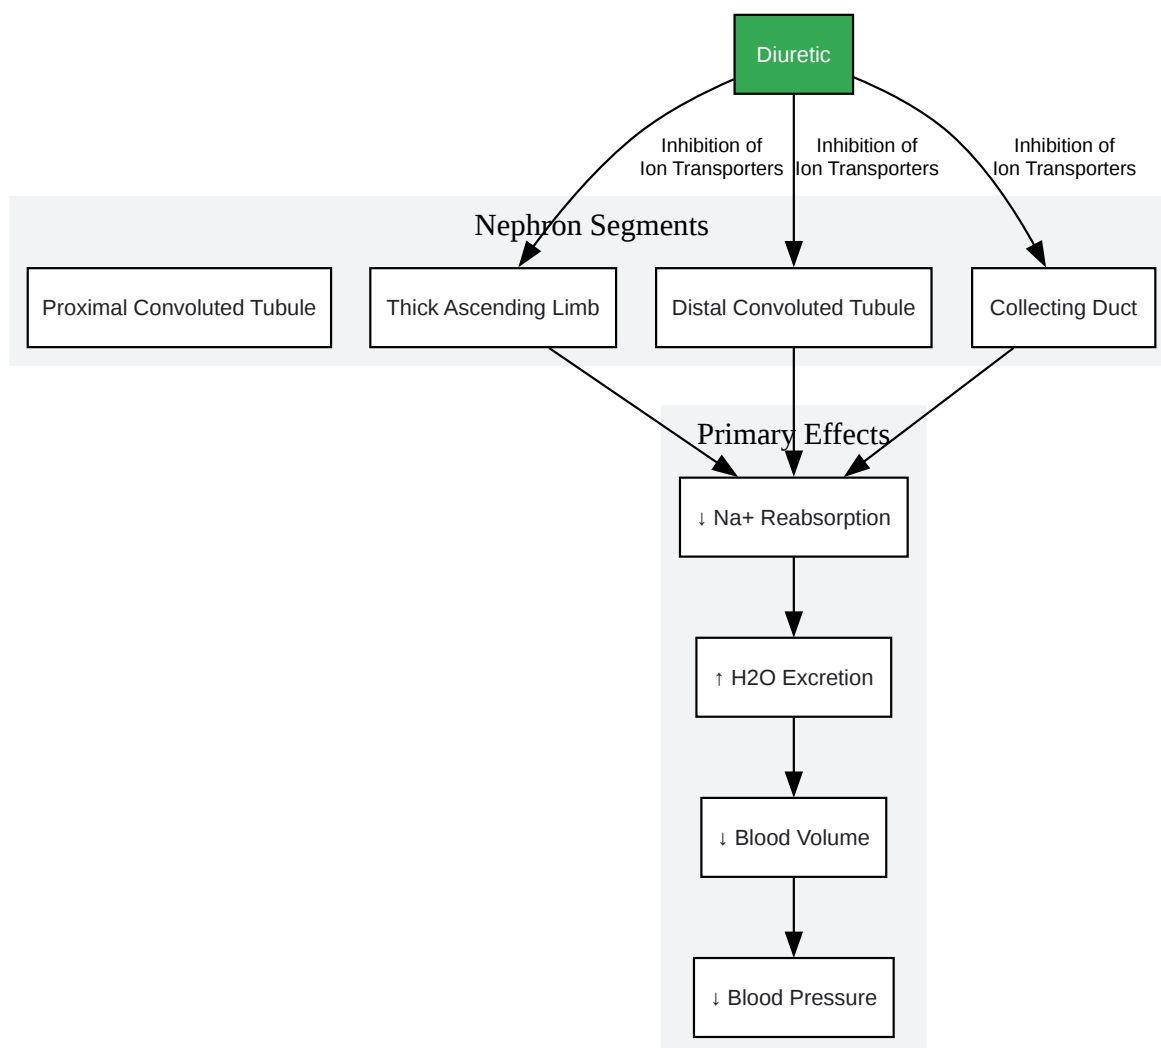 Diuretic
Inhibition of
Ion Transporters
Inhibition of
Ion Transporters
Inhibition of
Ion Transporters
Nephron Segments
Proximal Convoluted Tubule
Thick Ascending Limb
Distal Convoluted Tubule
Collecting Duct
Primary Effects
↓ Na+ Reabsorption
↑ H2O Excretion
↓ Blood Volume
↓ Blood Pressure